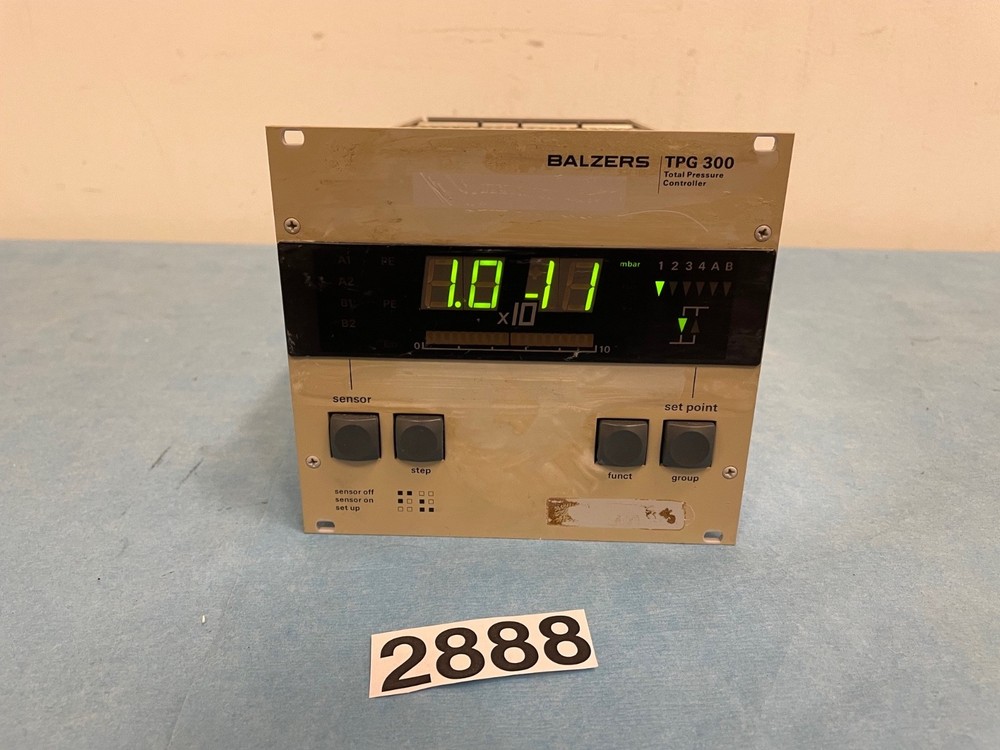 BALZERS TPG 300
Total Pressure
Controller
A1 PE
A2
B1 PE
B2
1.0 -11
x10
mbar
1 2 3 4 A B
0 10
sensor
set point
step
funct
group
sensor off
sensor on
set up
2888